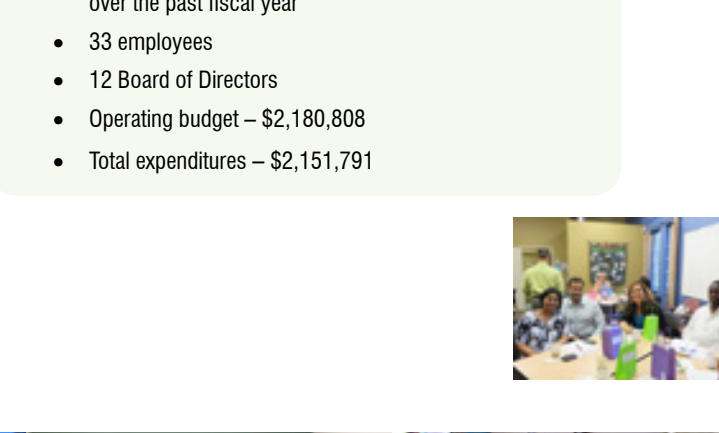 over the past fiscal year
• 33 employees
• 12 Board of Directors
• Operating budget – $2,180,808
• Total expenditures – $2,151,791